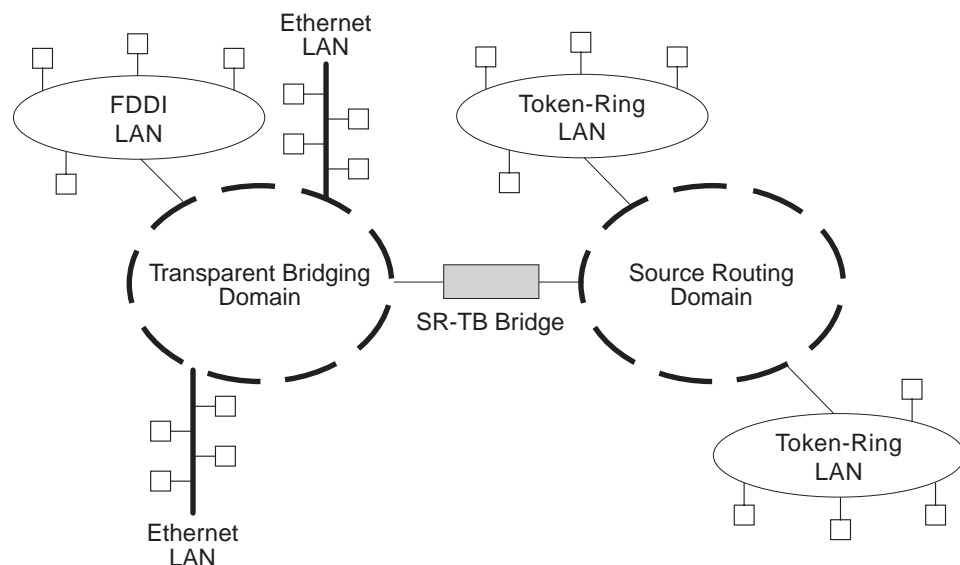 Ethernet
LAN
FDDI
LAN
Token-Ring
LAN
Transparent Bridging
Domain
SR-TB Bridge
Source Routing
Domain
Token-Ring
LAN
Ethernet
LAN